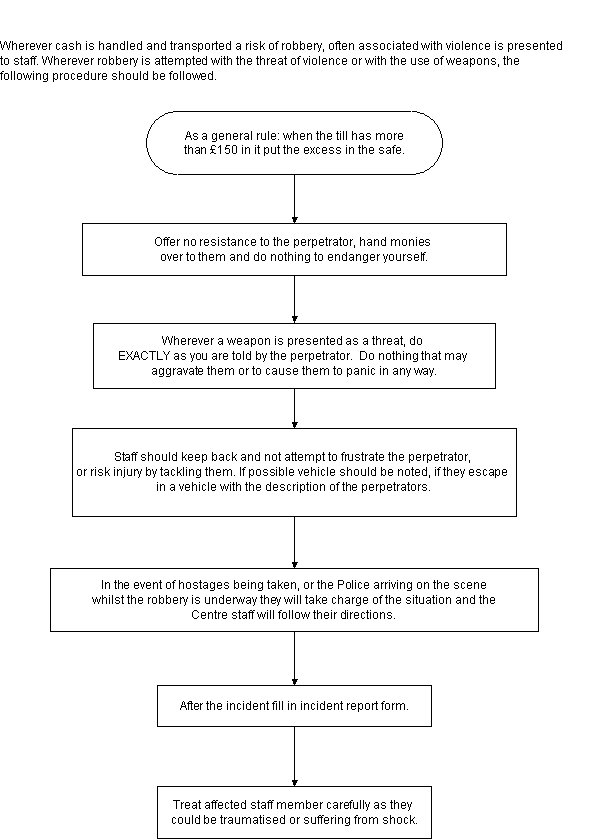 Wherever cash is handled and transported a risk of robbery, often associated with violence is presented
to staff. Wherever robbery is attempted with the threat of violence or with the use of weapons, the
following procedure should be followed.
As a general rule: when the till has more
than £150 in it put the excess in the safe.
Offer no resistance to the perpetrator, hand monies
over to them and do nothing to endanger yourself.
Wherever a weapon is presented as a threat, do
EXACTLY as you are told by the perpetrator. Do nothing that may
aggravate them or to cause them to panic in any way.
Staff should keep back and not attempt to frustrate the perpetrator,
or risk injury by tackling them. If possible vehicle should be noted, if they escape
in a vehicle with the description of the perpetrators.
In the event of hostages being taken, or the Police arriving on the scene
whilst the robbery is underway they will take charge of the situation and the
Centre staff will follow their directions.
After the incident fill in incident report form.
Treat affected staff member carefully as they
could be traumatised or suffering from shock.